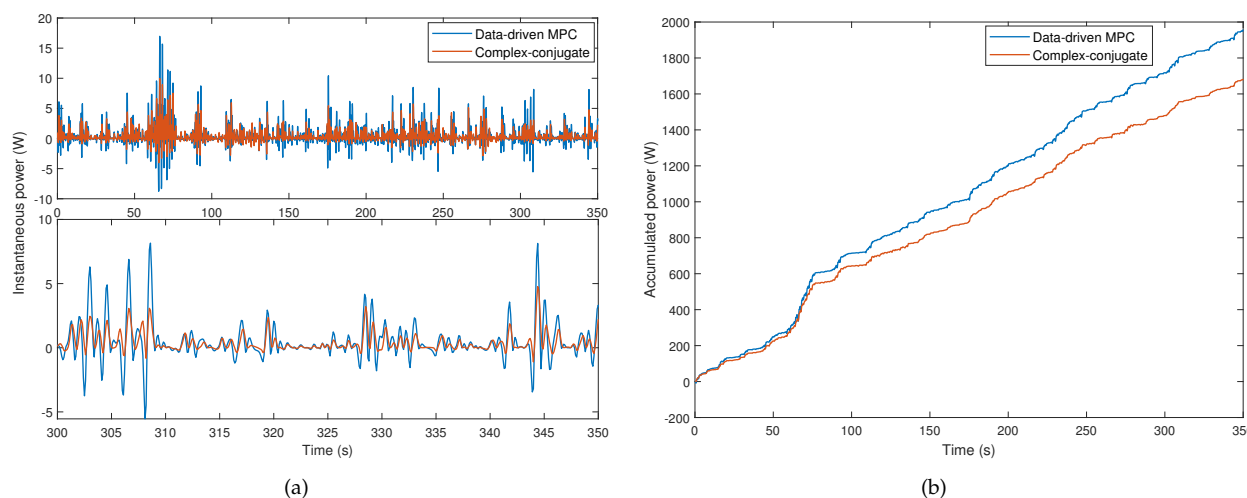 Instantaneous power (W)
20
15
10
5
0
-5
-10
0 50 100 150 200 250 300 350
Data-driven MPC
Complex-conjugate
10
5
0
-5
300 305 310 315 320 325 330 335 340 345 350
Time (s)
(a)
Accumulated power (W)
2000
1800
1600
1400
1200
1000
800
600
400
200
0
-200
0 50 100 150 200 250 300 350
Data-driven MPC
Complex-conjugate
Time (s)
(b)